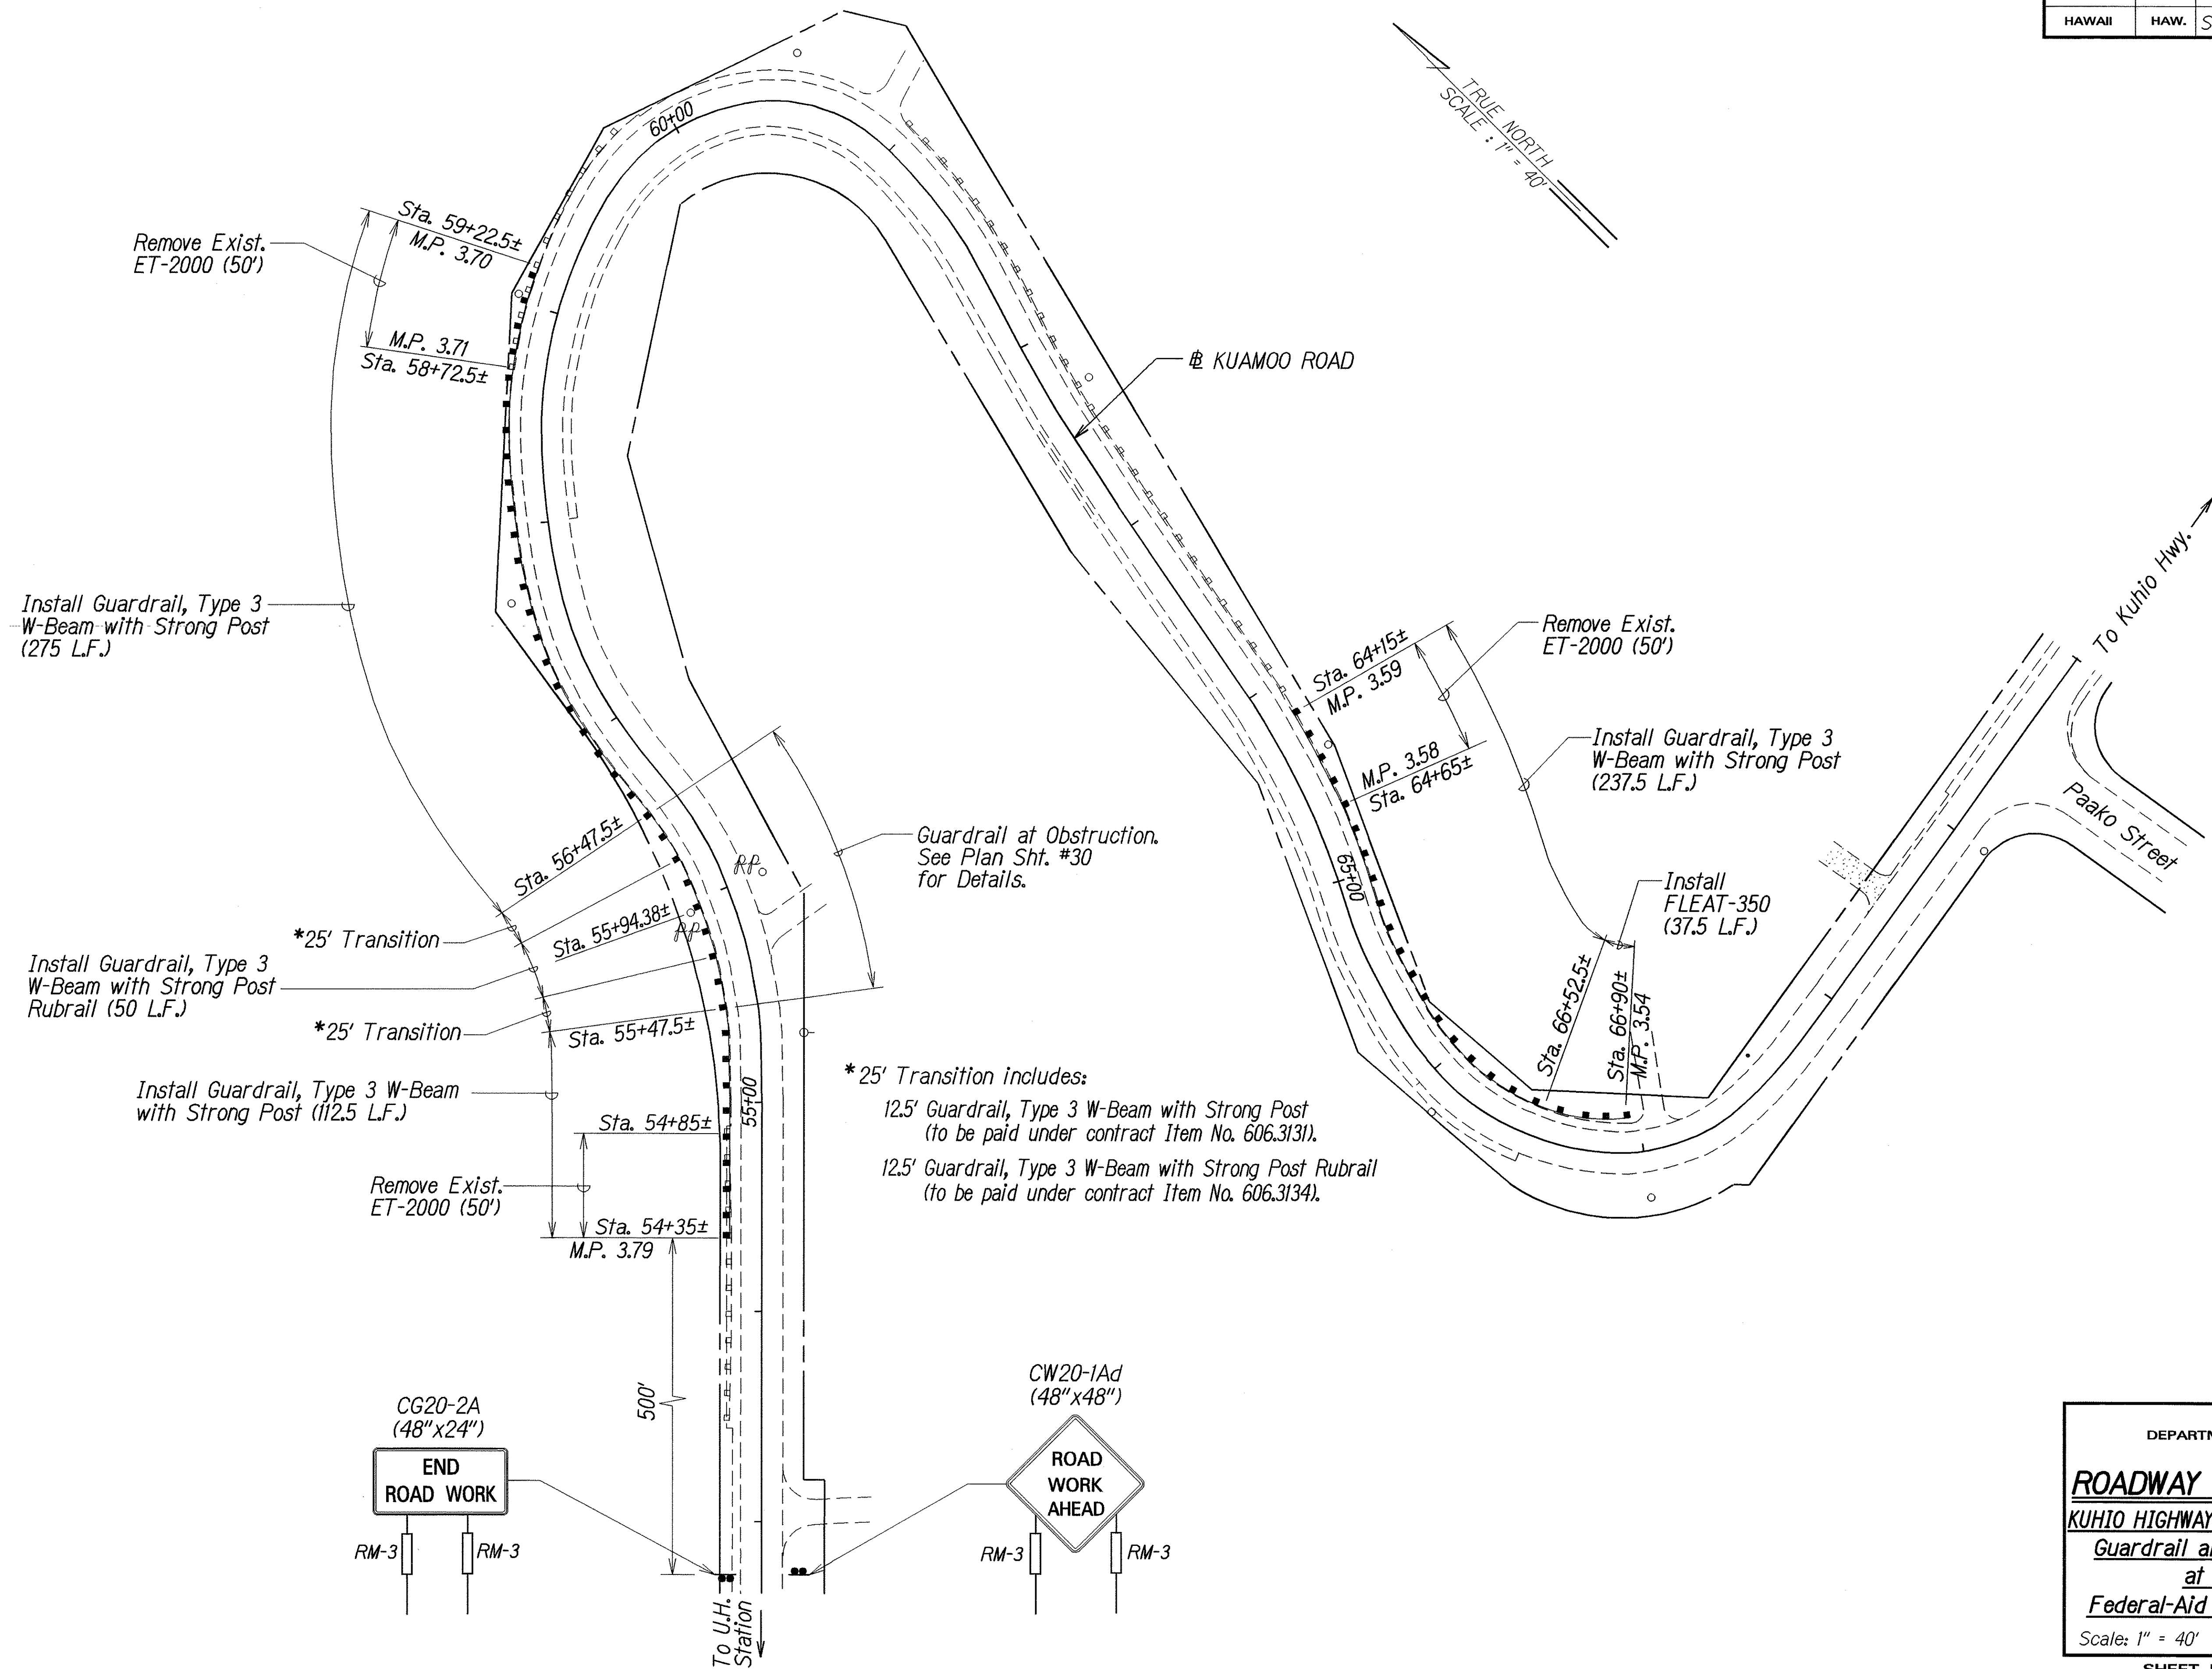 HAWAII HAW. S
TRUE NORTH
SCALE : 1" = 40'
60+00
Sta. 59+22.5±
M.P. 3.70
Remove Exist.
ET-2000 (50')
M.P. 3.71
Sta. 58+72.5±
℄ KUAMOO ROAD
To Kuhio Hwy.
Install Guardrail, Type 3
W-Beam with Strong Post
(275 L.F.)
Remove Exist.
ET-2000 (50')
Sta. 64+15±
M.P. 3.59
M.P. 3.58
Sta. 64+65±
Install Guardrail, Type 3
W-Beam with Strong Post
(237.5 L.F.)
Paako Street
65+00
Install
FLEAT-350
(37.5 L.F.)
Sta. 66+52.5±
Sta. 66+90±
M.P. 3.54
Sta. 56+47.5±
Guardrail at Obstruction.
See Plan Sht. #30
for Details.
PP
Sta. 55+94.38±
PP
*25' Transition
Install Guardrail, Type 3
W-Beam with Strong Post
Rubrail (50 L.F.)
*25' Transition
Sta. 55+47.5±
Install Guardrail, Type 3 W-Beam
with Strong Post (112.5 L.F.)
55+00
Sta. 54+85±
Remove Exist.
ET-2000 (50')
Sta. 54+35±
M.P. 3.79
*25' Transition includes:
12.5' Guardrail, Type 3 W-Beam with Strong Post
(to be paid under contract Item No. 606.3131).
12.5' Guardrail, Type 3 W-Beam with Strong Post Rubrail
(to be paid under contract Item No. 606.3134).
500'
CG20-2A
(48"x24")
END
ROAD WORK
RM-3
RM-3
CW20-1Ad
(48"x48")
ROAD
WORK
AHEAD
RM-3
RM-3
To U.H.
Station
DEPARTM
ROADWAY
KUHIO HIGHWAY
Guardrail a
at
Federal-Aid
Scale: 1" = 40'
SHEET